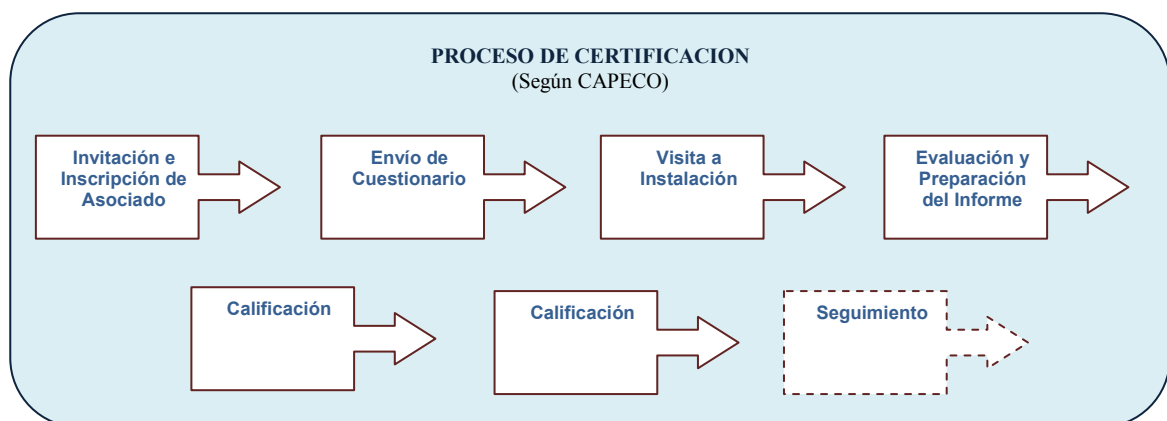 PROCESO DE CERTIFICACION
(Según CAPECO)
Invitación e
Inscripción de
Asociado
Envío de
Cuestionario
Visita a
Instalación
Evaluación y
Preparación
del Informe
Calificación
Calificación
Seguimiento